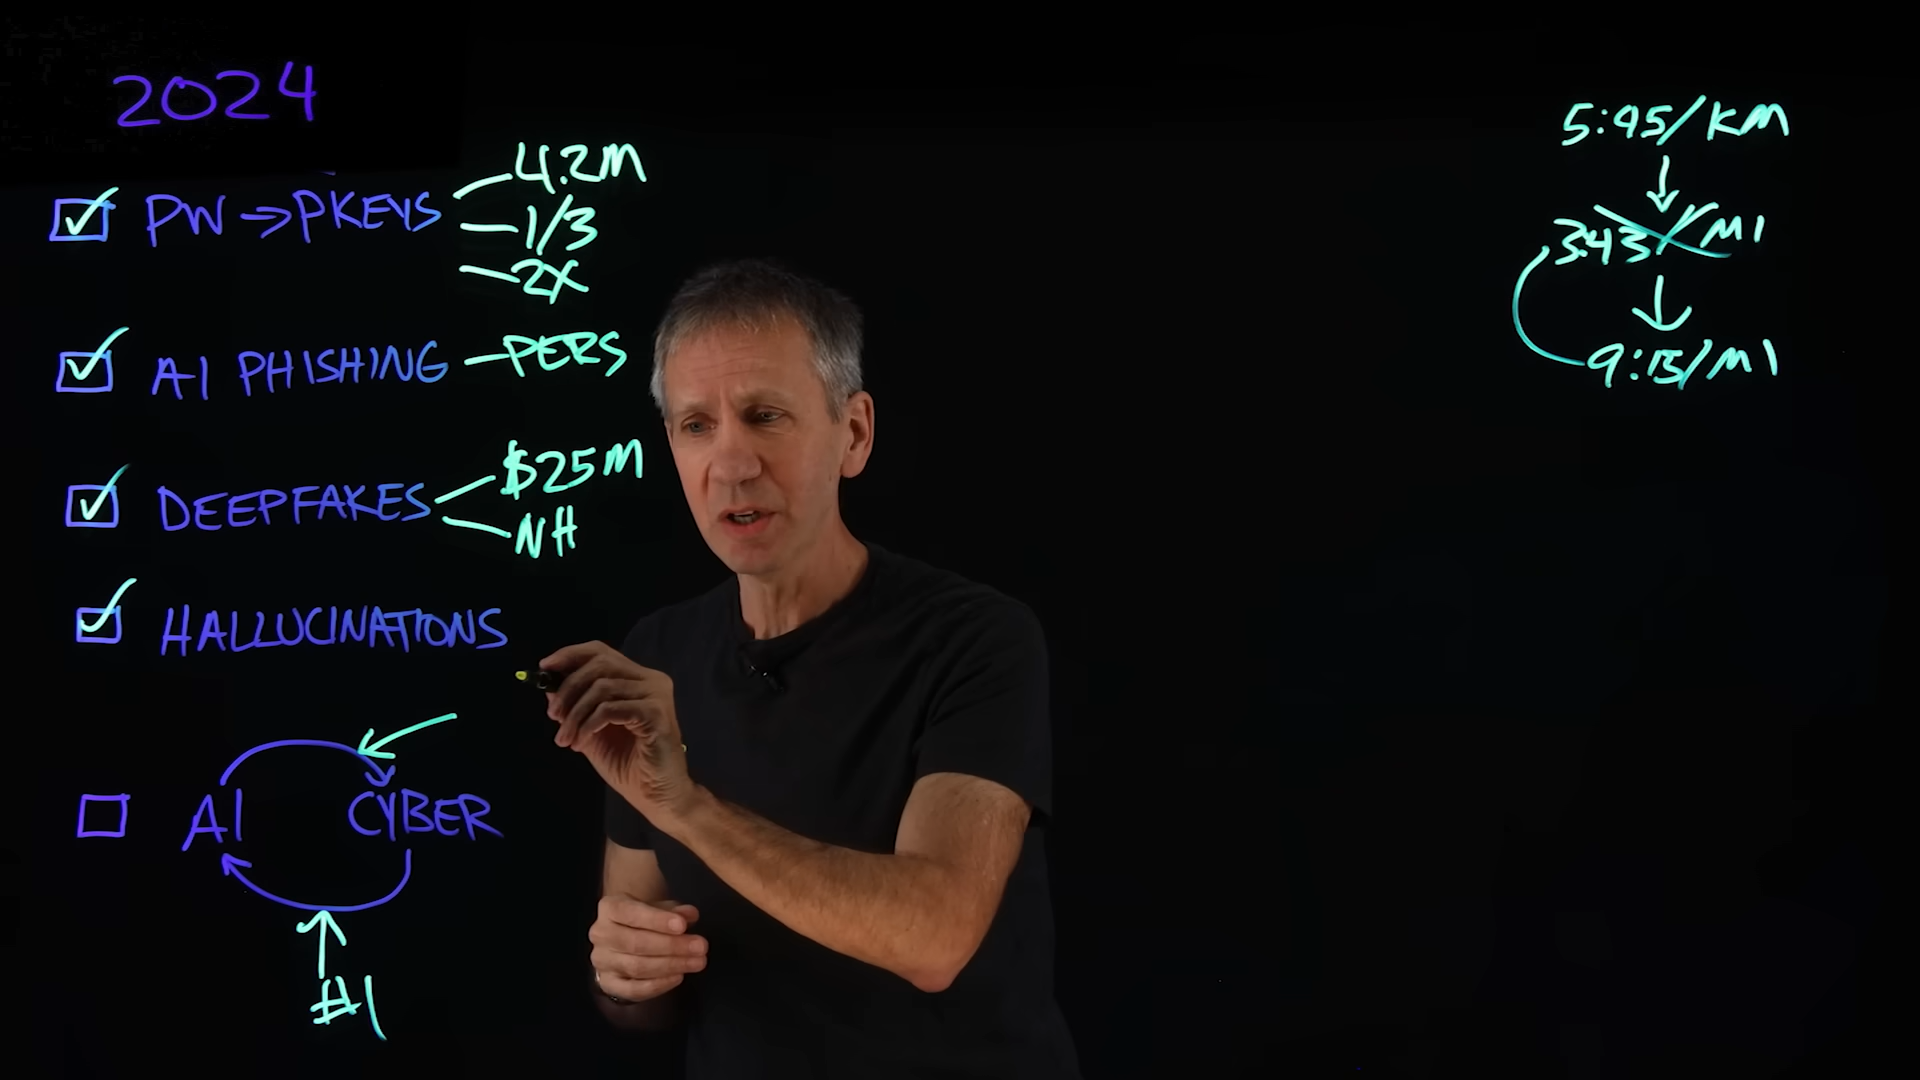 2024
PW → PKEYS
4.2M
1/3
2X
AI PHISHING — PERS
DEEPFAKES
$25M
NH
HALLUCINATIONS
AI CYBER
#1
5:45/KM
3:43/MI
9:15/MI